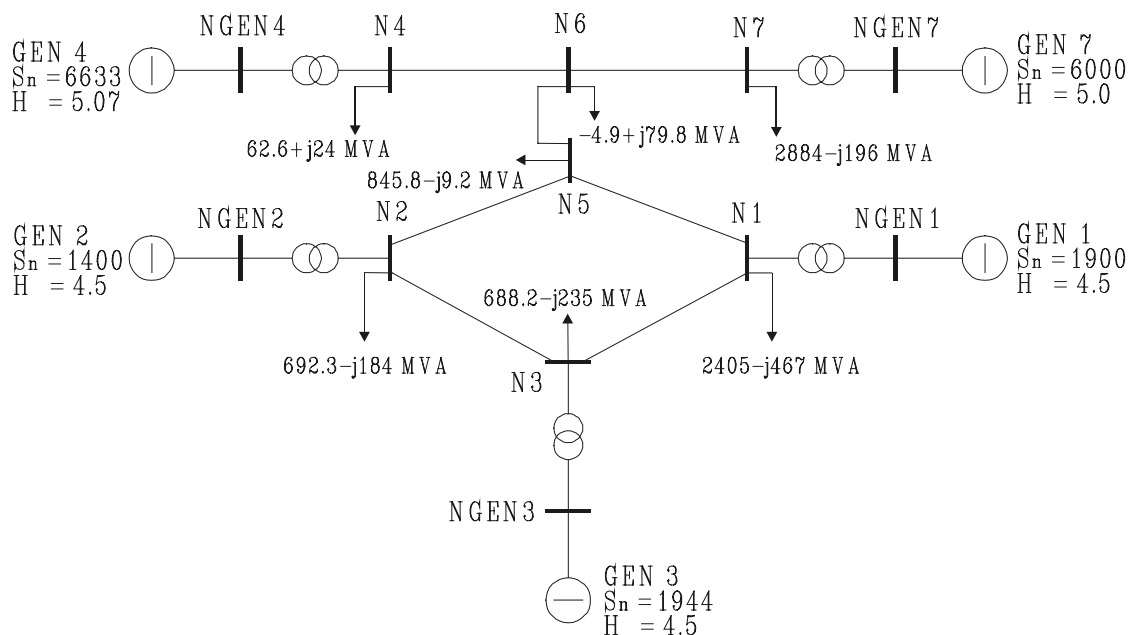 NGEN4
N4
N6
N7
NGEN7
GEN 4
Sn =6633
H =5.07
GEN 7
Sn =6000
H =5.0
62.6+j24 MVA
-4.9+j79.8 MVA
2884-j196 MVA
845.8-j9.2 MVA
N5
NGEN2
N2
N1
NGEN1
GEN 2
Sn =1400
H =4.5
GEN 1
Sn =1900
H =4.5
688.2-j235 MVA
692.3-j184 MVA
N3
2405-j467 MVA
NGEN3
GEN 3
Sn =1944
H =4.5